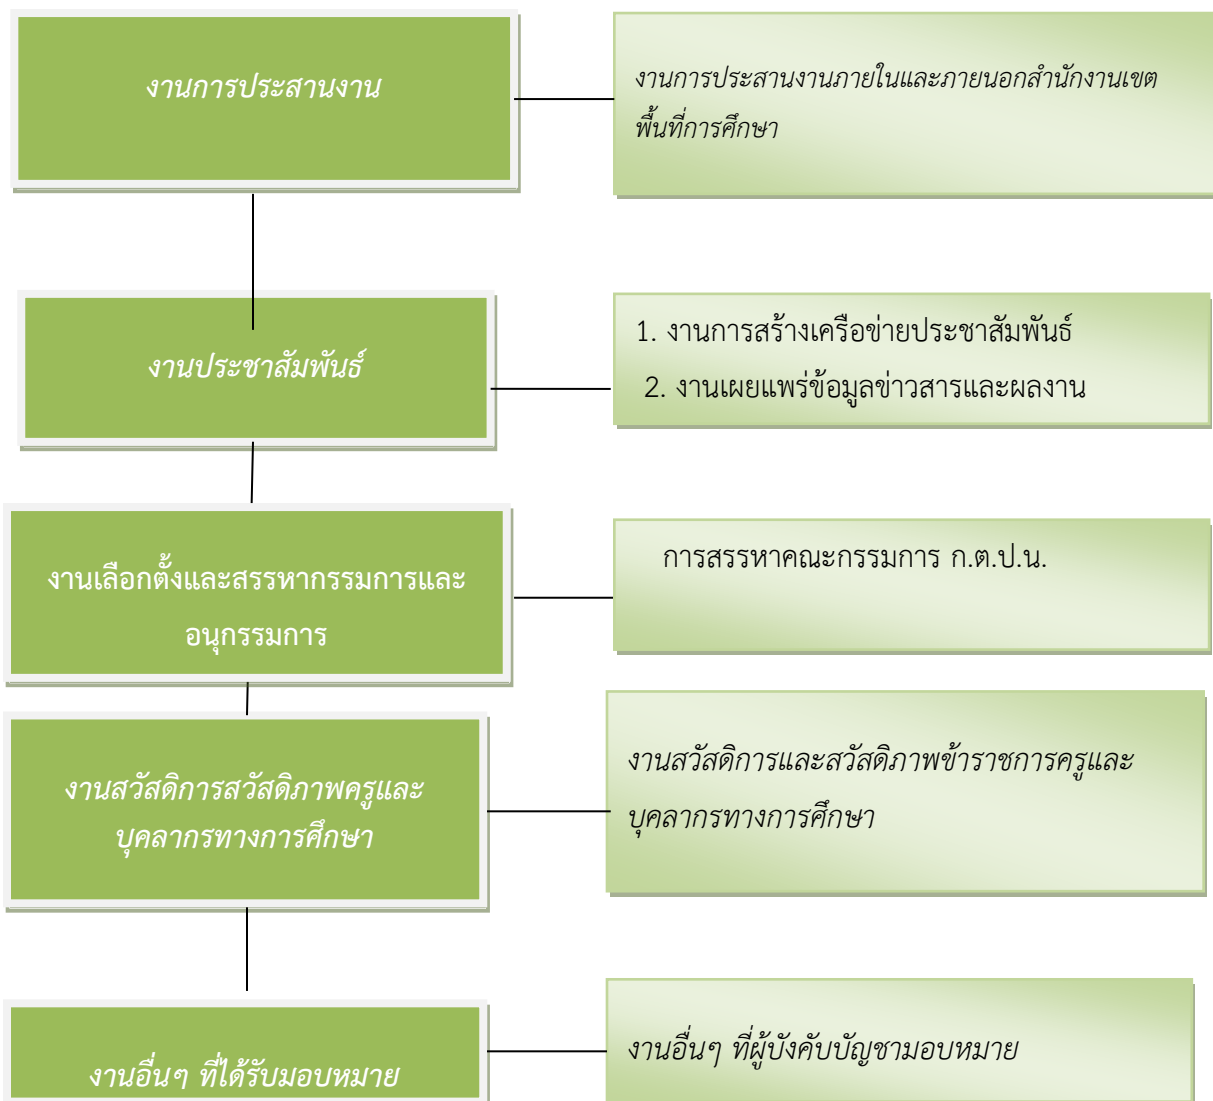 งานการประสานงาน
งานการประสานงานภายในและภายนอกสำนักงานเขต
พื้นที่การศึกษา
งานประชาสัมพันธ์
1. งานการสร้างเครือข่ายประชาสัมพันธ์
2. งานเผยแพร่ข้อมูลข่าวสารและผลงาน
งานเลือกตั้งและสรรหากรรมการและ
อนุกรรมการ
การสรรหาคณะกรรมการ ก.ต.ป.น.
งานสวัสดิการสวัสดิภาพครูและ
บุคลากรทางการศึกษา
งานสวัสดิการและสวัสดิภาพข้าราชการครูและ
บุคลากรทางการศึกษา
งานอื่นๆ ที่ได้รับมอบหมาย
งานอื่นๆ ที่ผู้บังคับบัญชามอบหมาย